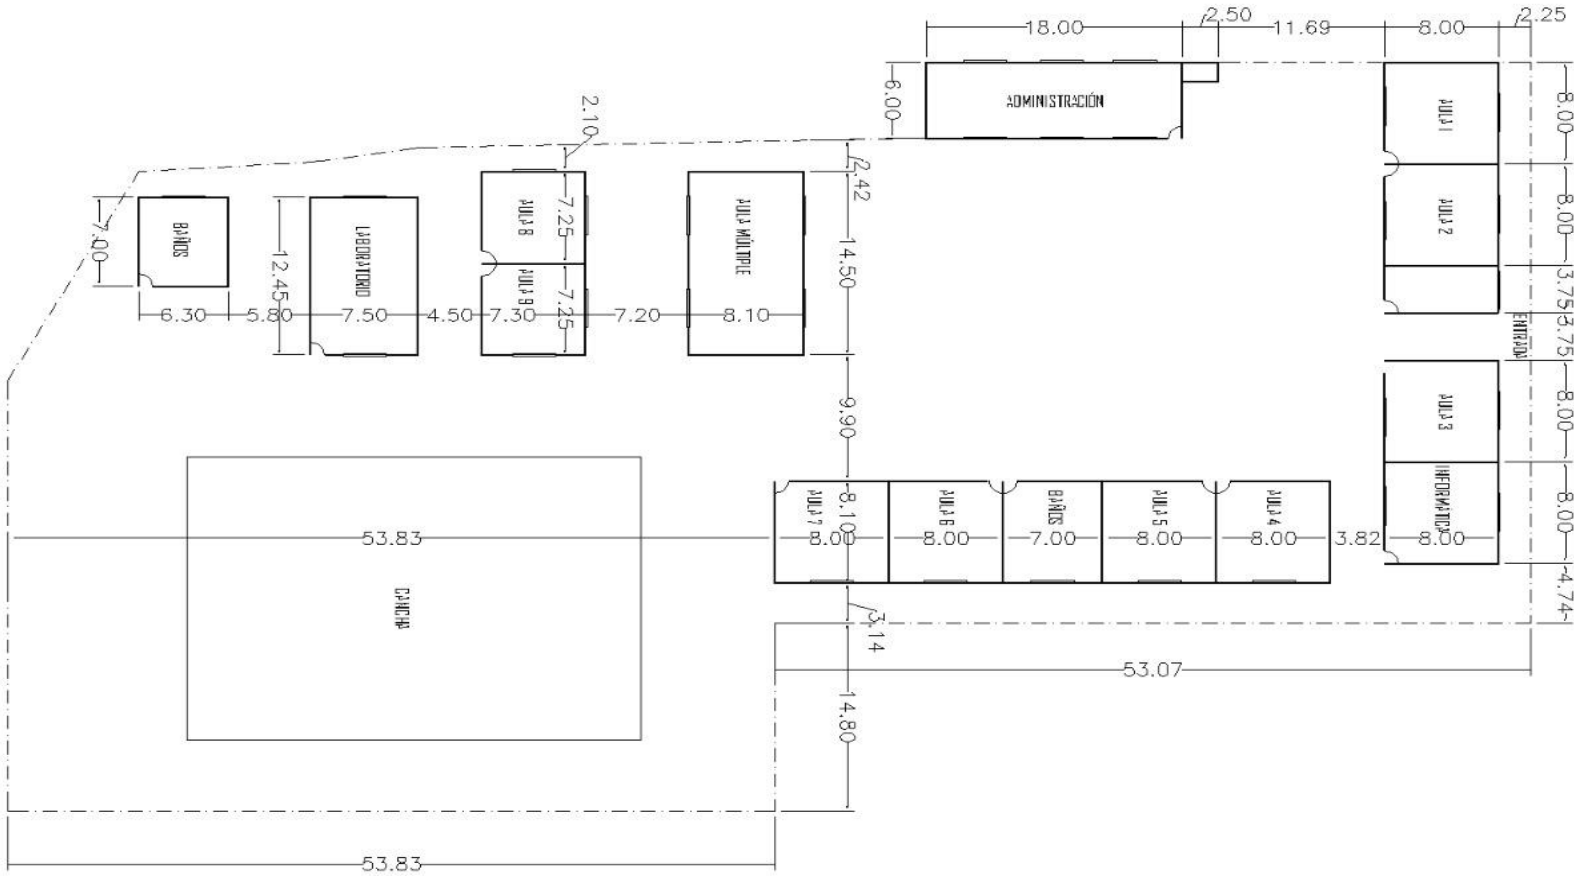 18.00
2.50
11.69
8.00
2.25
6.00
ADMINISTRACIÓN
AULA 1
8.00
2.10
2.42
AULA 2
8.00
7.00
BAÑOS
12.45
LABORATORIO
AULA 8
7.25
AULA 9
7.25
AULA MÚLTIPLE
14.50
3.75
3.75
ENTRADA
6.30
5.80
7.50
4.50
7.30
7.20
8.10
9.90
AULA 3
8.00
INFORMÁTICA
8.00
AULA 7
8.10
AULA 6
BAÑOS
AULA 5
AULA 4
53.83
8.00
8.00
7.00
8.00
8.00
3.82
8.00
4.74
CANCHA
3.14
53.07
14.80
53.83